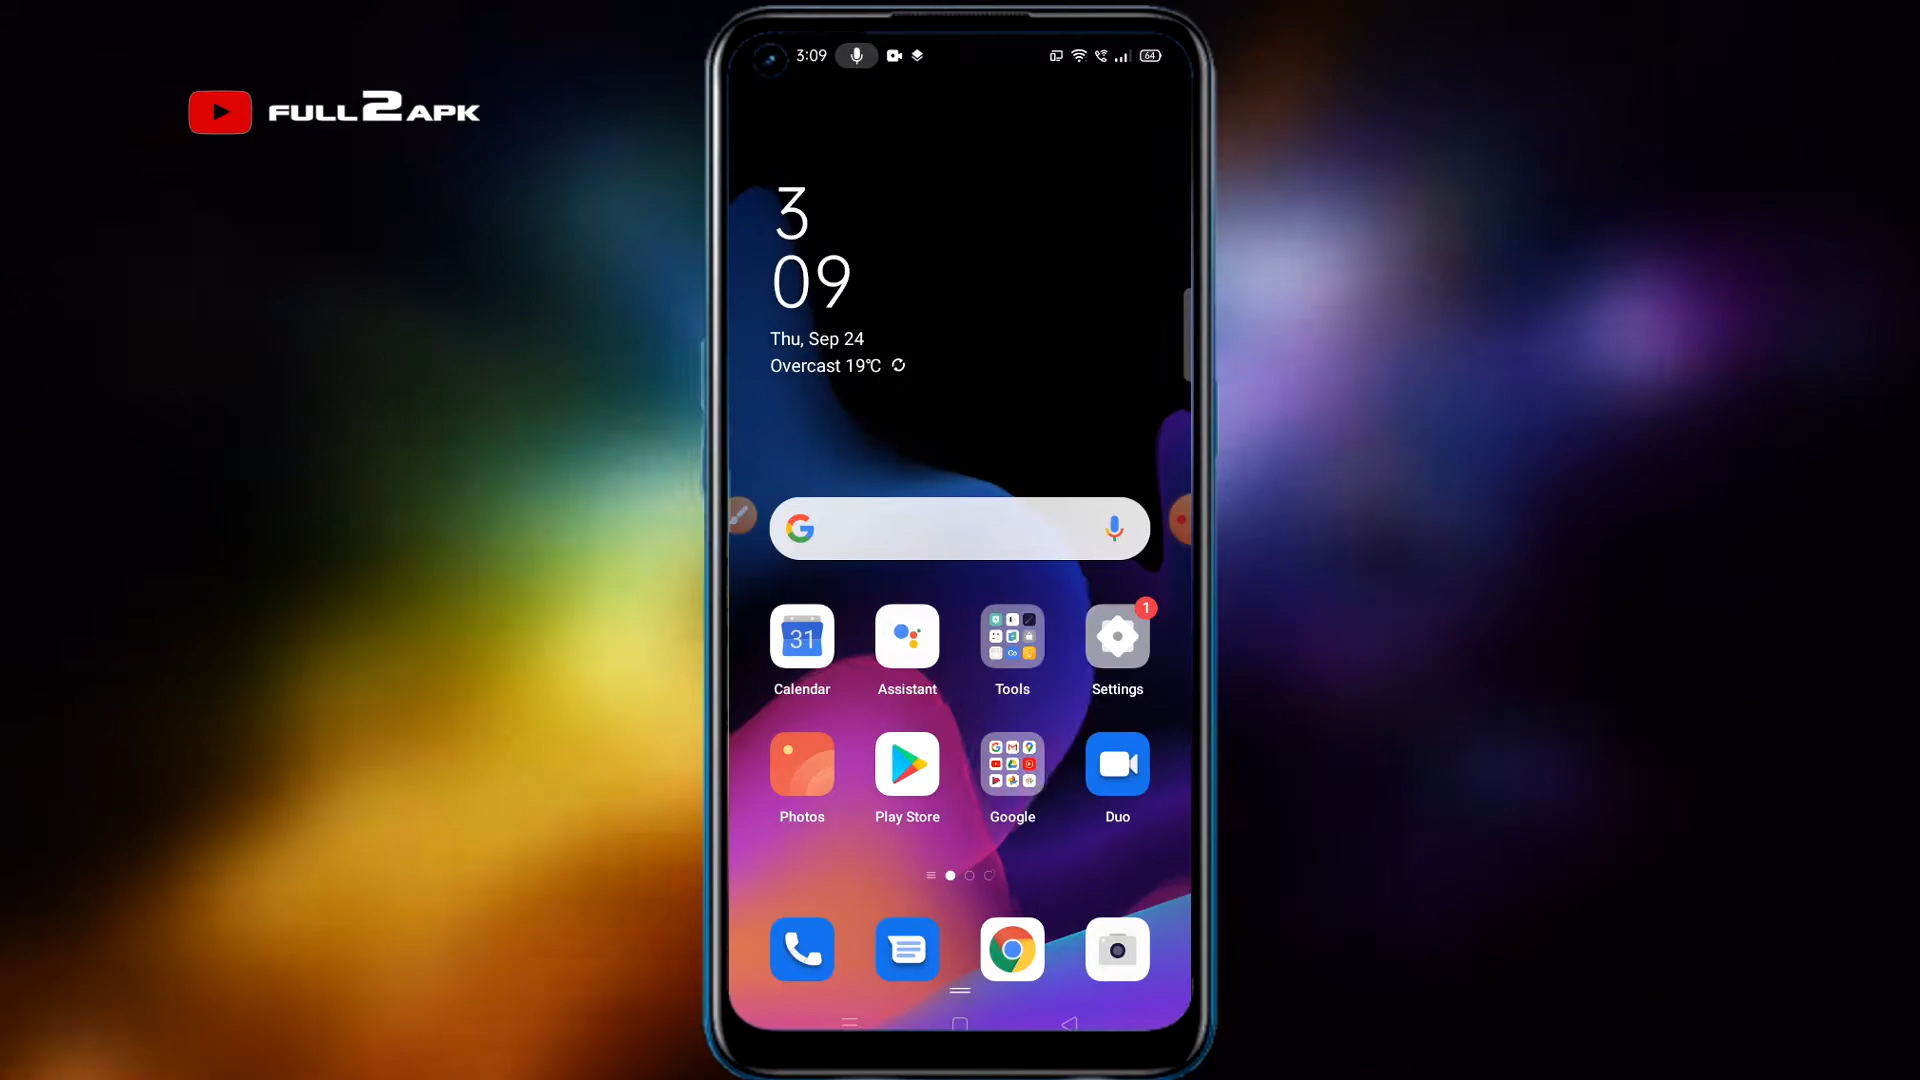 FULL2APK
3:09
64
3
09
Thu, Sep 24
Overcast 19℃
1
31
Calendar
Assistant
Tools
Settings
Photos
Play Store
Google
Duo